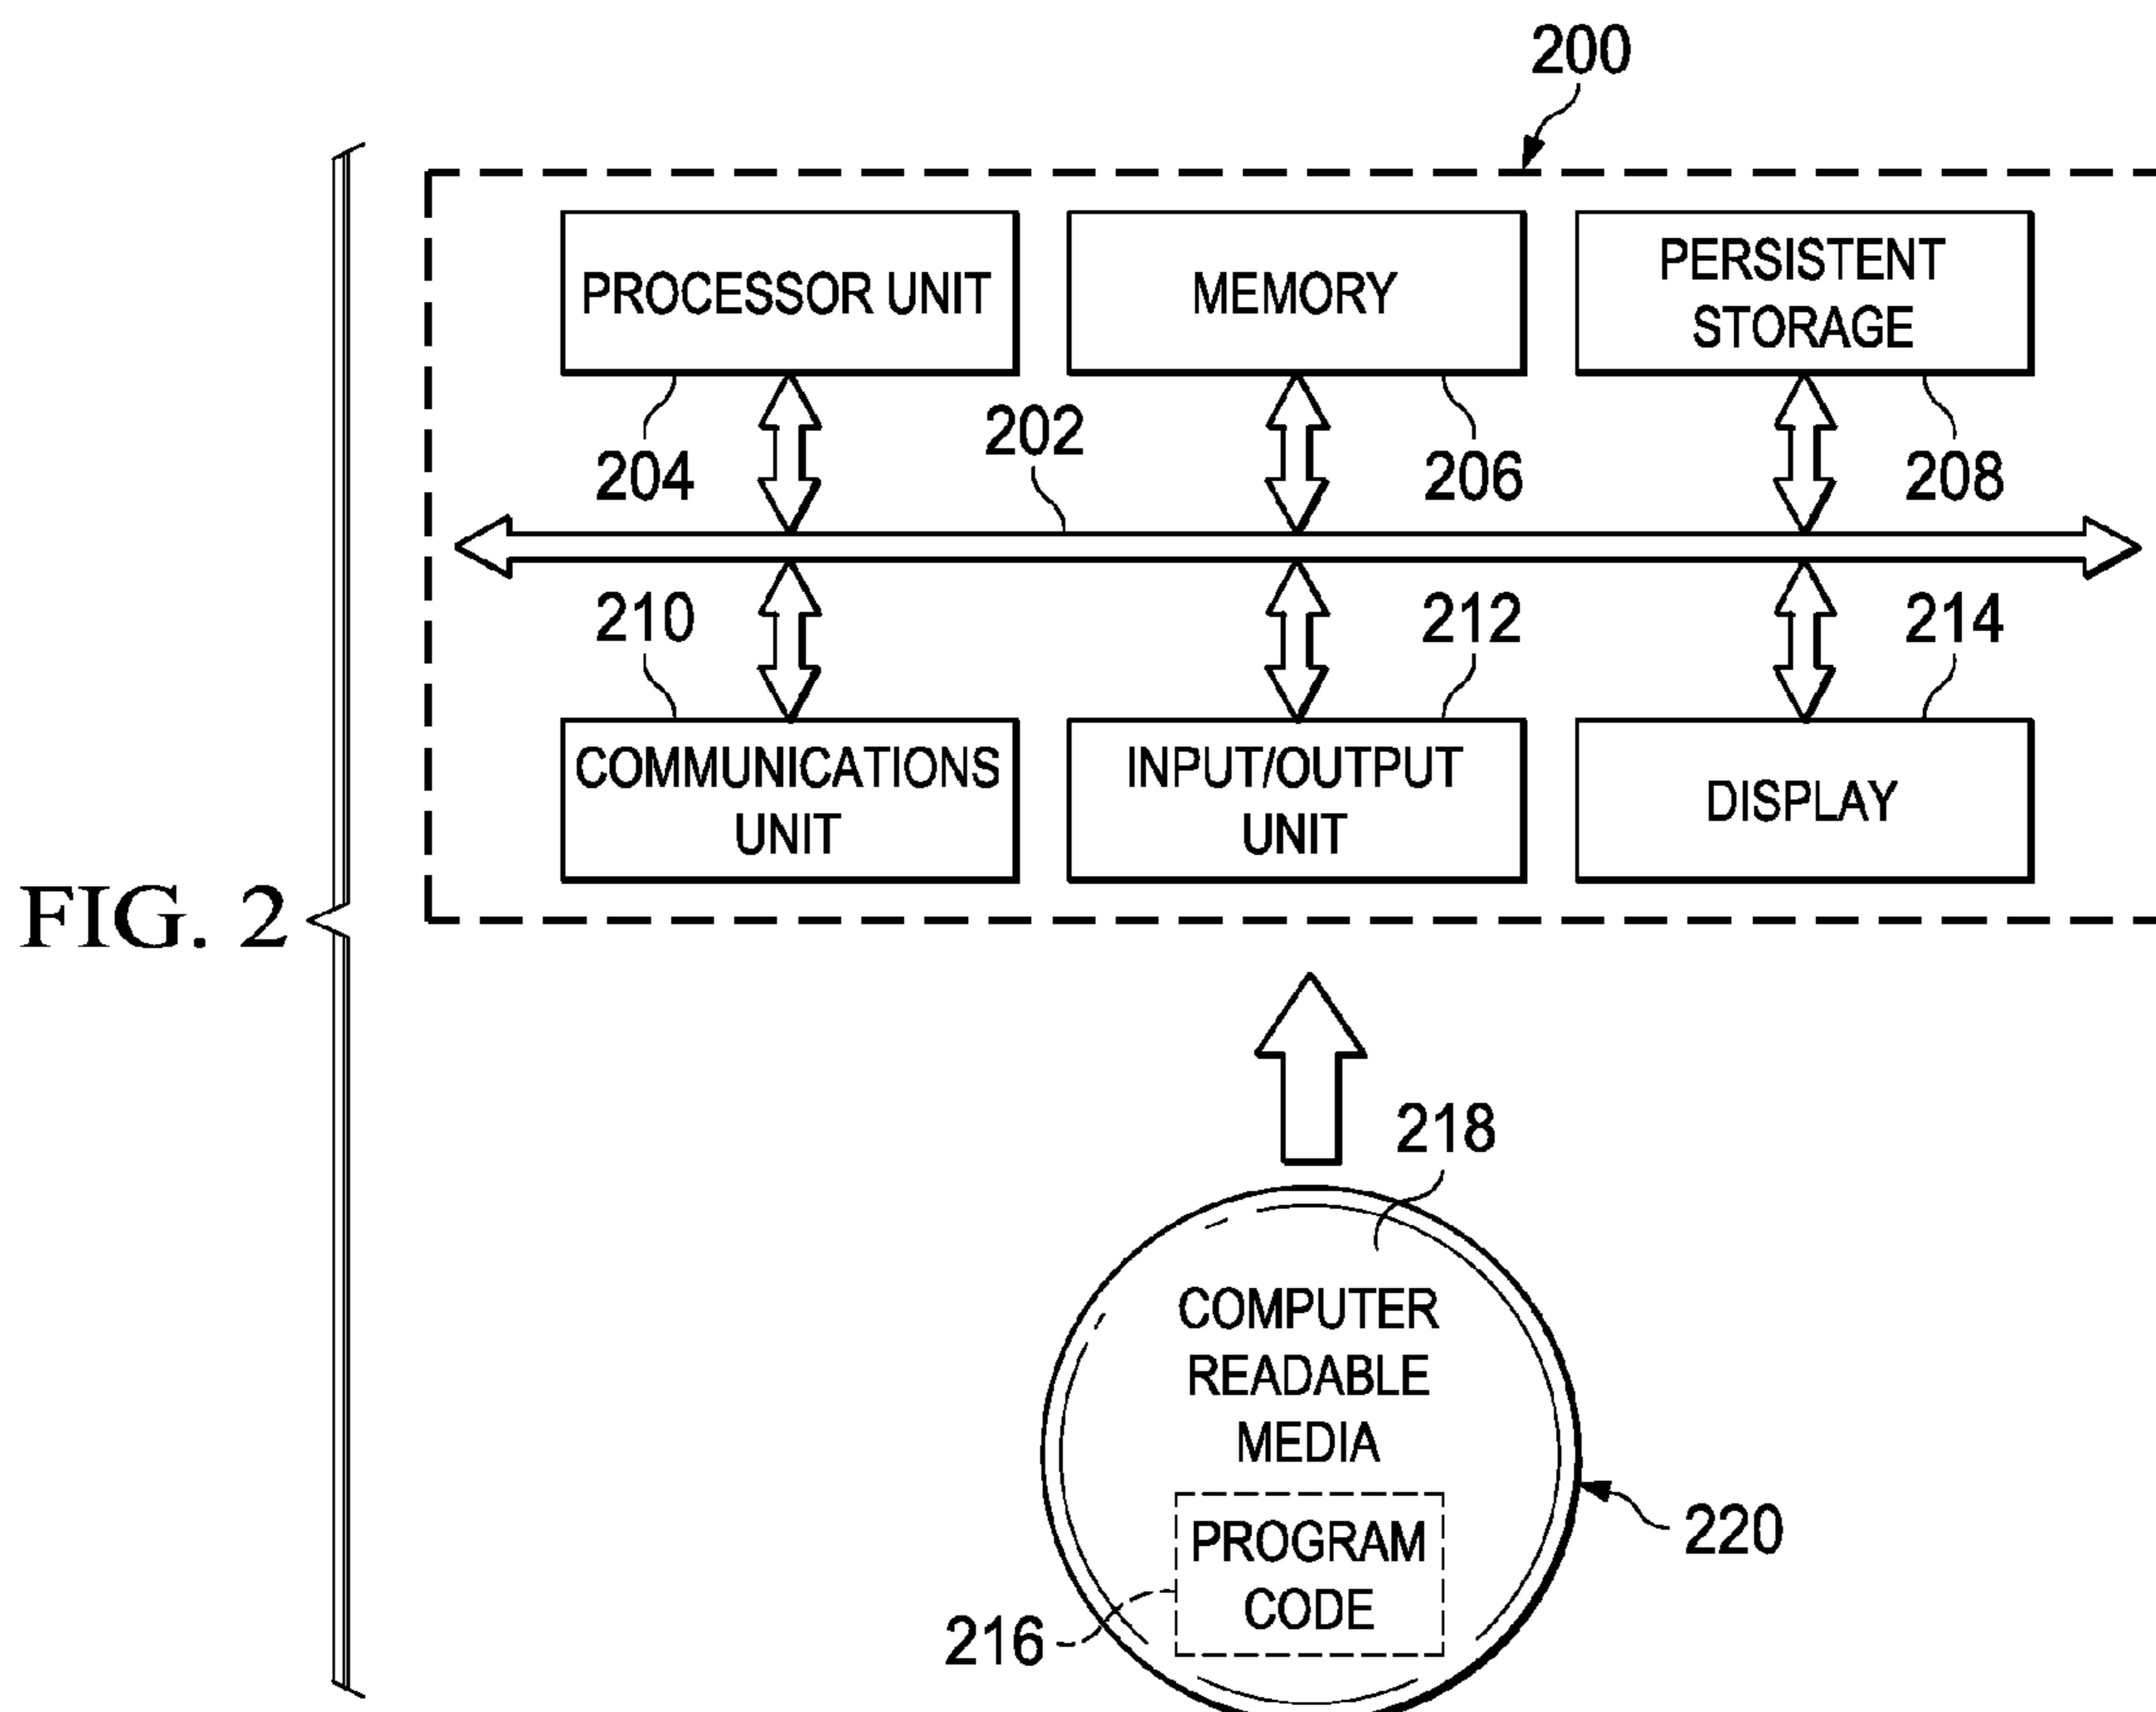 200
PROCESSOR UNIT
MEMORY
PERSISTENT
STORAGE
204
202
206
208
210
212
214
COMMUNICATIONS
UNIT
INPUT/OUTPUT
UNIT
DISPLAY
FIG. 2
218
COMPUTER
READABLE
MEDIA
PROGRAM
CODE
220
216